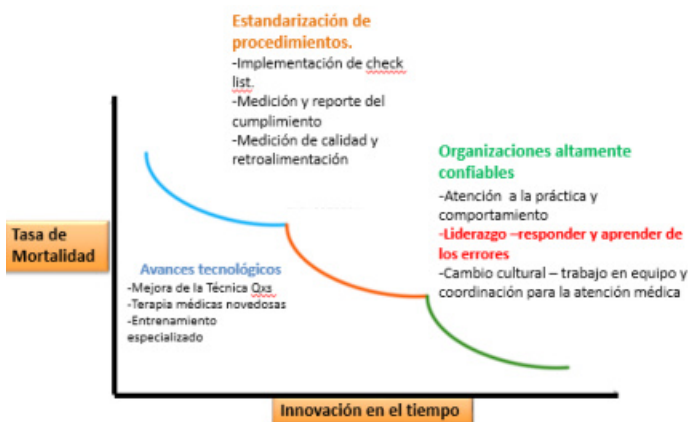 Estandarización de
procedimientos.
-Implementación de check
list.
-Medición y reporte del
cumplimiento
-Medición de calidad y
retroalimentación
Organizaciones altamente
confiables
-Atención a la práctica y
comportamiento
-Liderazgo –responder y aprender de
los errores
-Cambio cultural – trabajo en equipo y
coordinación para la atención médica
Tasa de
Mortalidad
Avances tecnológicos
-Mejora de la Técnica Qxs
-Terapia médicas novedosas
-Entrenamiento
especializado
Innovación en el tiempo